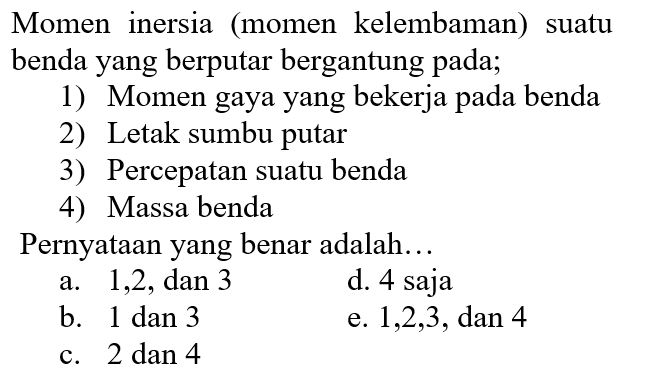 Momen inersia (momen kelembaman) suatu
benda yang berputar bergantung pada;
1) Momen gaya yang bekerja pada benda
2) Letak sumbu putar
3) Percepatan suatu benda
4) Massa benda
Pernyataan yang benar adalah…
a. 1,2, dan 3 d. 4 saja
b. 1 dan 3 e. 1,2,3, dan 4
c. 2 dan 4